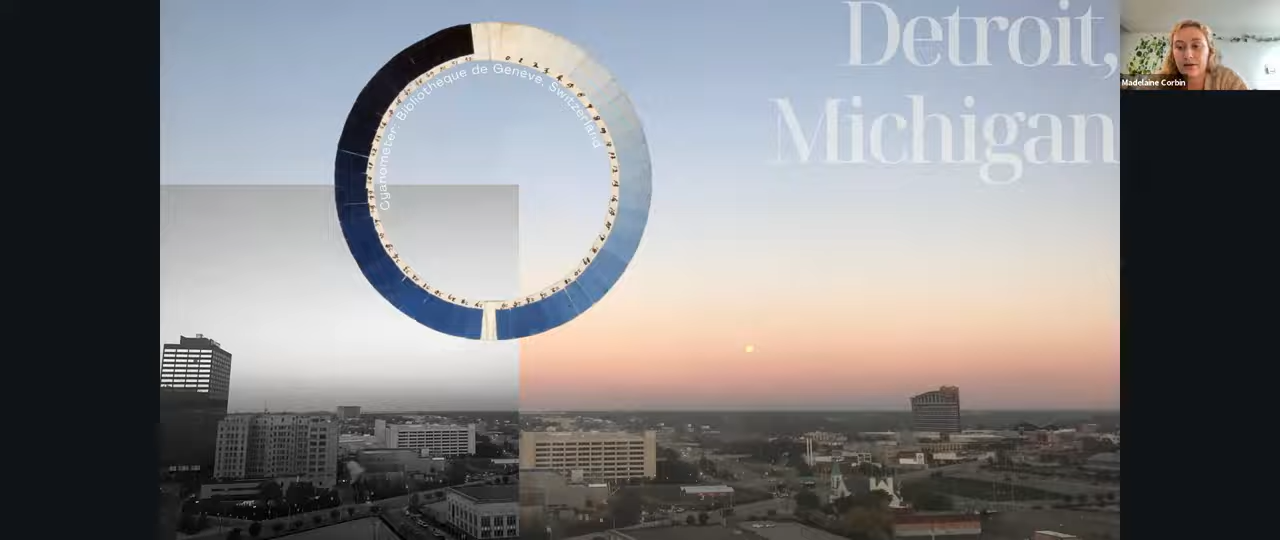 Detroit,
Michigan
Cyanometer: Bibliothèque de Genève, Switzerland
Madelaine Corbin